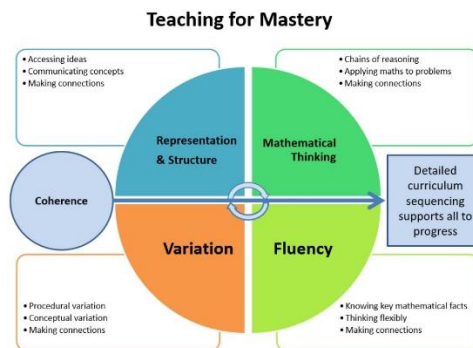 Teaching for Mastery
• Accessing ideas
• Communicating concepts
• Making connections
• Chains of reasoning
• Applying maths to problems
• Making connections
Representation
& Structure
Mathematical
Thinking
Coherence
Detailed
curriculum
sequencing
supports all to
progress
Variation
Fluency
• Procedural variation
• Conceptual variation
• Making connections
• Knowing key mathematical facts
• Thinking flexibly
• Making connections